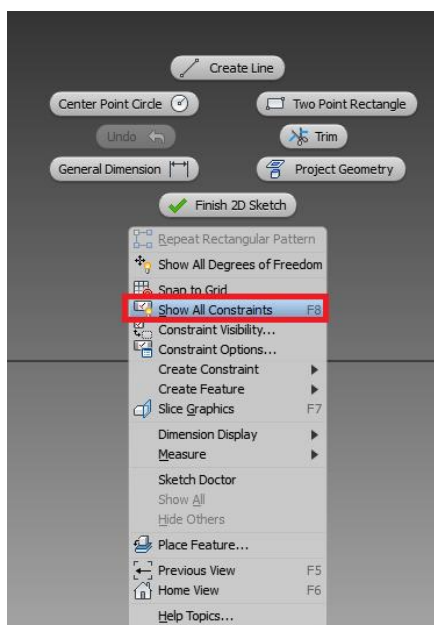 Create Line
Center Point Circle
Two Point Rectangle
Undo
Trim
General Dimension
Project Geometry
Finish 2D Sketch
Repeat Rectangular Pattern
Show All Degrees of Freedom
Snap to Grid
Show All Constraints F8
Constraint Visibility...
Constraint Options...
Create Constraint
Create Feature
Slice Graphics F7
Dimension Display
Measure
Sketch Doctor
Show All
Hide Others
Place Feature...
Previous View F5
Home View F6
Help Topics...